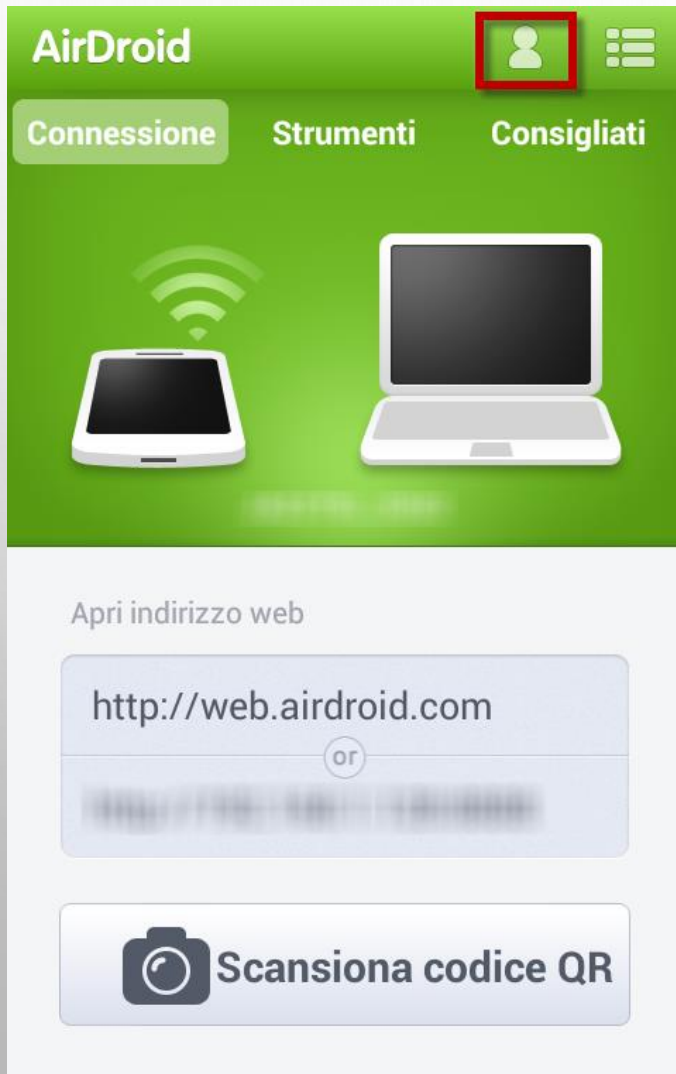 AirDroid
Connessione Strumenti Consigliati
Apri indirizzo web
http://web.airdroid.com
or
Scansiona codice QR